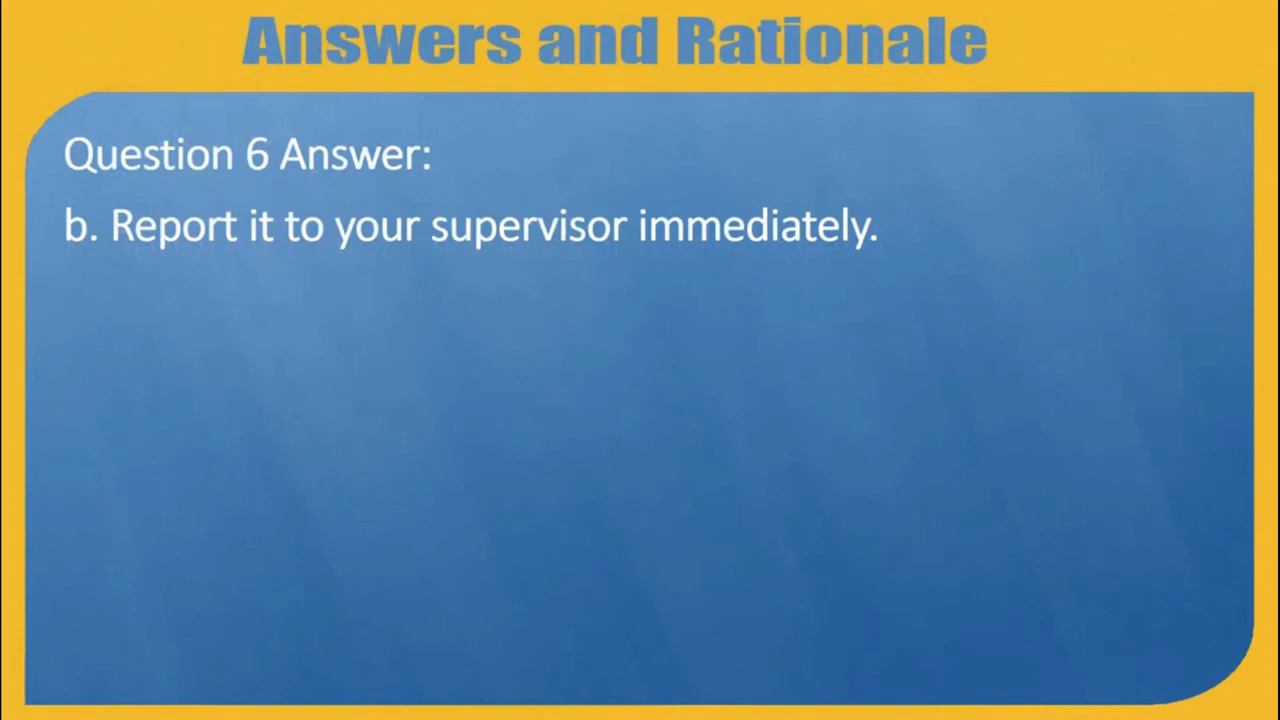 Answers and Rationale
Question 6 Answer:
b. Report it to your supervisor immediately.